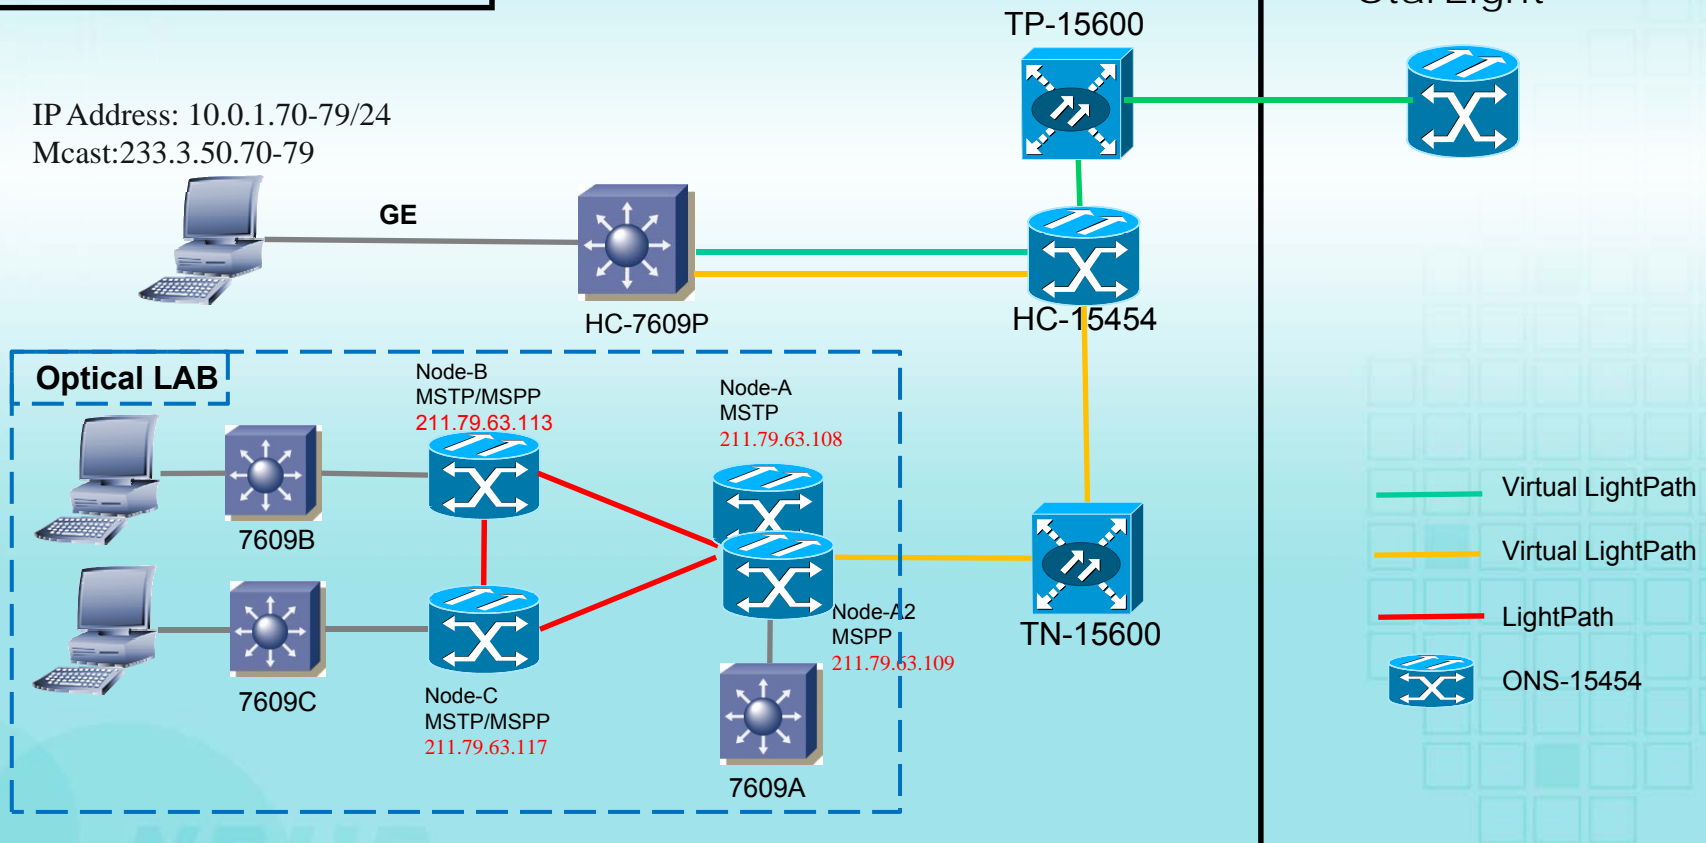 TP-15600
IP Address: 10.0.1.70-79/24
Mcast:233.3.50.70-79
GE
HC-7609P
HC-15454
Optical LAB
Node-B
MSTP/MSPP
211.79.63.113
Node-A
MSTP
211.79.63.108
7609B
7609C
Node-C
MSTP/MSPP
211.79.63.117
Node-A2
MSPP
211.79.63.109
7609A
TN-15600
StarLight
Virtual LightPath
Virtual LightPath
LightPath
ONS-15454